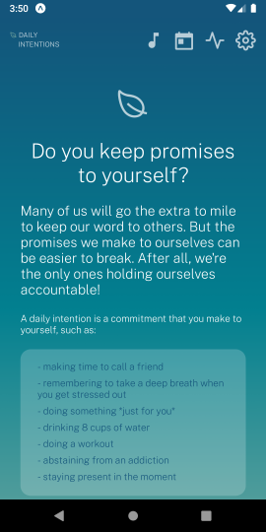 3:50
DAILY
INTENTIONS
Do you keep promises
to yourself?
Many of us will go the extra to mile
to keep our word to others. But the
promises we make to ourselves can
be easier to break. After all, we're
the only ones holding ourselves
accountable!
A daily intention is a commitment that you make to
yourself, such as:
- making time to call a friend
- remembering to take a deep breath when
you get stressed out
- doing something "just for you"
- drinking 8 cups of water
- doing a workout
- abstaining from an addiction
- staying present in the moment